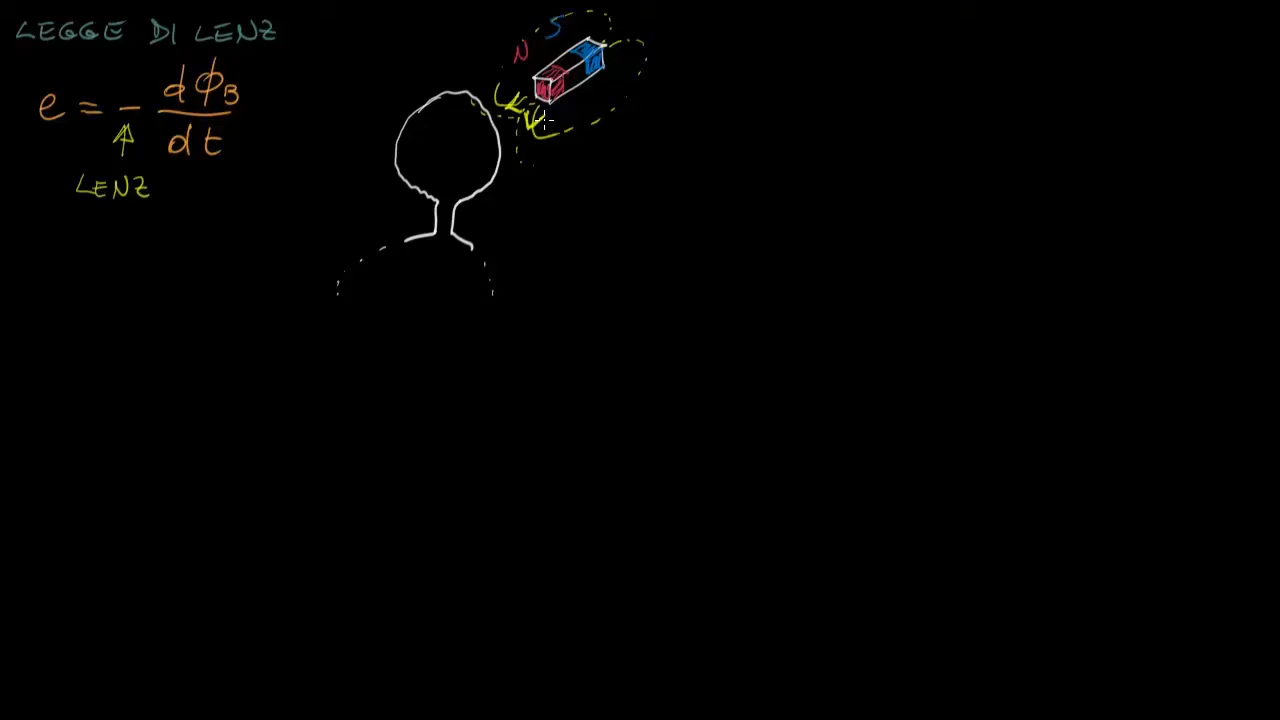 LEGGE DI LENZ
e = - dϕB
dt
LENZ
N S